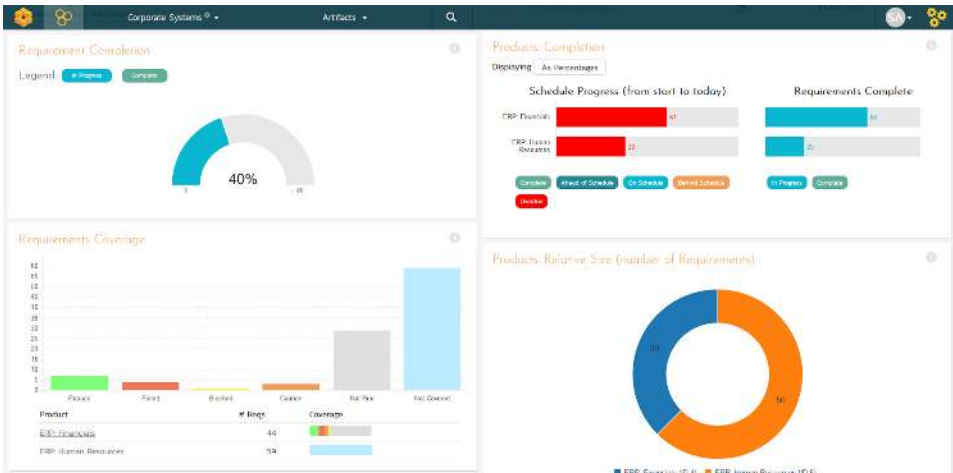 Corporate Systems
Artifacts
SA
Requirement Completion
Legend:
In Progress
Complete
40%
Products: Completion
Displaying
As Percentages
Schedule Progress (from start to today)
Requirements Complete
ERP: Financials
ERP: Human
Resources
Complete
Ahead of Schedule
On Schedule
Behind Schedule
In Progress
Complete
Overdue
Requirements Coverage
Passed
Failed
Blocked
Caution
Not Run
Not Covered
Product
# Reqs
Coverage
ERP: Financials
44
ERP: Human Resources
59
Products: Relative Size (number of Requirements)
50